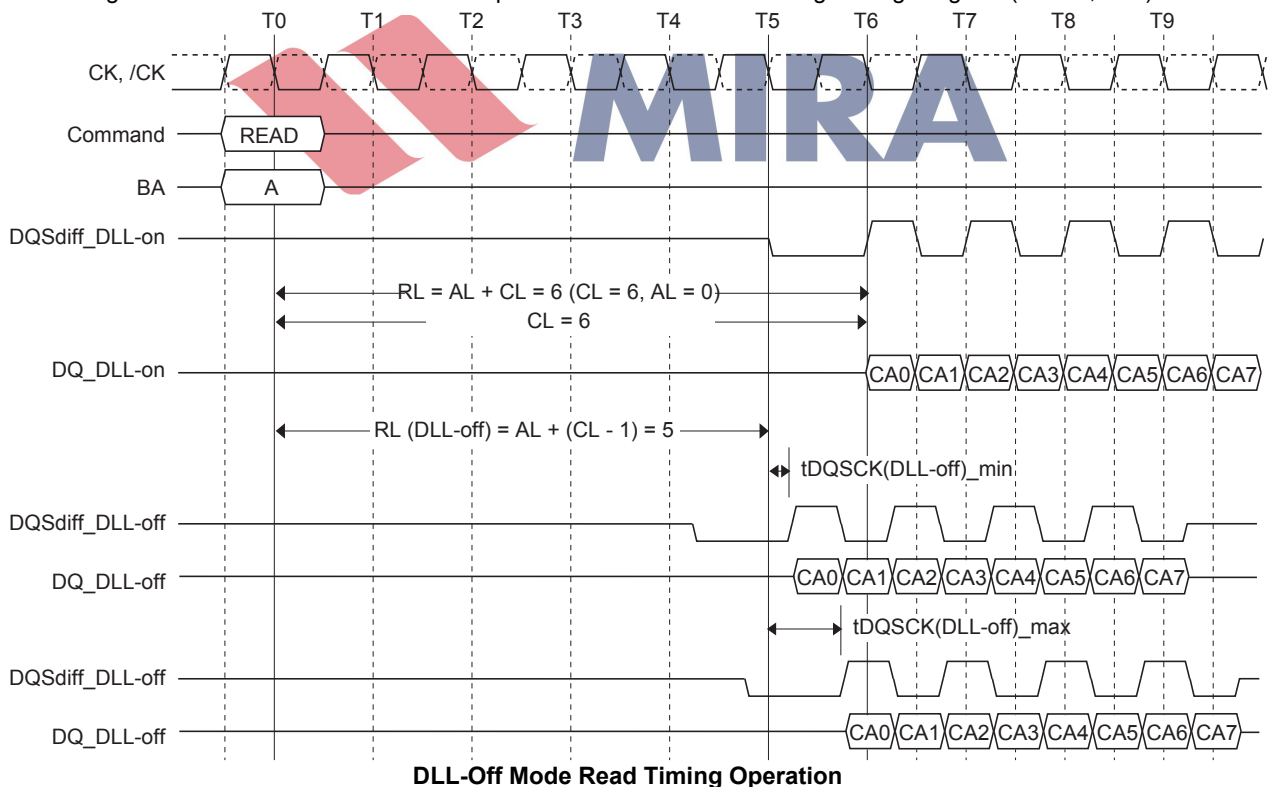 T0 T1 T2 T3 T4 T5 T6 T7 T8 T9
MIRA
CK, /CK
Command READ
BA A
DQSdiff_DLL-on
RL = AL + CL = 6 (CL = 6, AL = 0)
CL = 6
DQ_DLL-on CA0 CA1 CA2 CA3 CA4 CA5 CA6 CA7
RL (DLL-off) = AL + (CL - 1) = 5
tDQSCK(DLL-off)_min
DQSdiff_DLL-off
DQ_DLL-off CA0 CA1 CA2 CA3 CA4 CA5 CA6 CA7
tDQSCK(DLL-off)_max
DQSdiff_DLL-off
DQ_DLL-off CA0 CA1 CA2 CA3 CA4 CA5 CA6 CA7
DLL-Off Mode Read Timing Operation